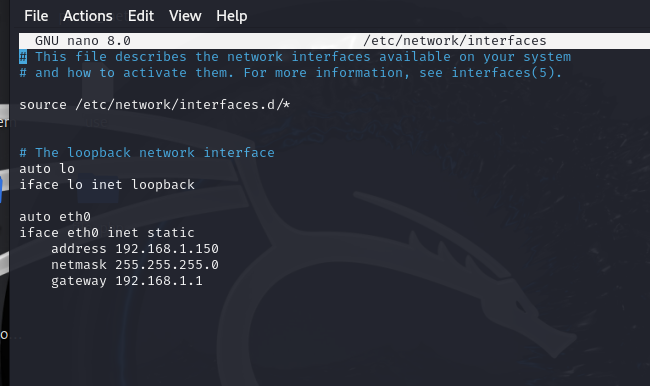 File Actions Edit View Help
GNU nano 8.0 /etc/network/interfaces
# This file describes the network interfaces available on your system
# and how to activate them. For more information, see interfaces(5).
source /etc/network/interfaces.d/*
# The loopback network interface
auto lo
iface lo inet loopback
auto eth0
iface eth0 inet static
address 192.168.1.150
netmask 255.255.255.0
gateway 192.168.1.1